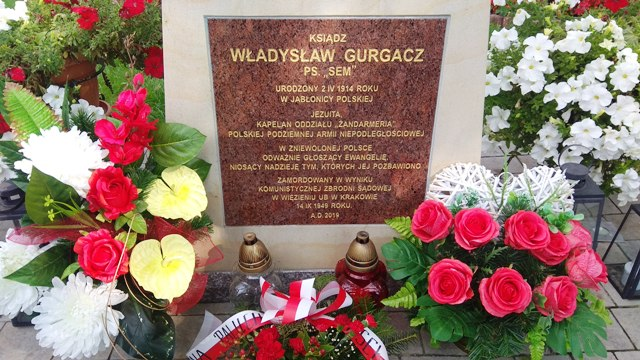 KSIĄDZ
WŁADYSŁAW GURGACZ
PS. „SEM”
URODZONY 2 IV 1914 ROKU
W JABŁONICY POLSKIEJ
JEZUITA,
KAPELAN ODDZIAŁU „ŻANDARMERIA”
POLSKIEJ PODZIEMNEJ ARMII NIEPODLEGŁOŚCIOWEJ
W ZNIEWOLONEJ POLSCE
ODWAŻNIE GŁOSZĄCY EWANGELIĘ,
NIOSĄCY NADZIEJĘ TYM, KTÓRYCH JEJ POZBAWIONO
ZAMORDOWANY W WYNIKU
KOMUNISTYCZNEJ ZBRODNI SĄDOWEJ
W WIĘZIENIU UB W KRAKOWIE
14 IX 1949 ROKU.
A.D. 2019